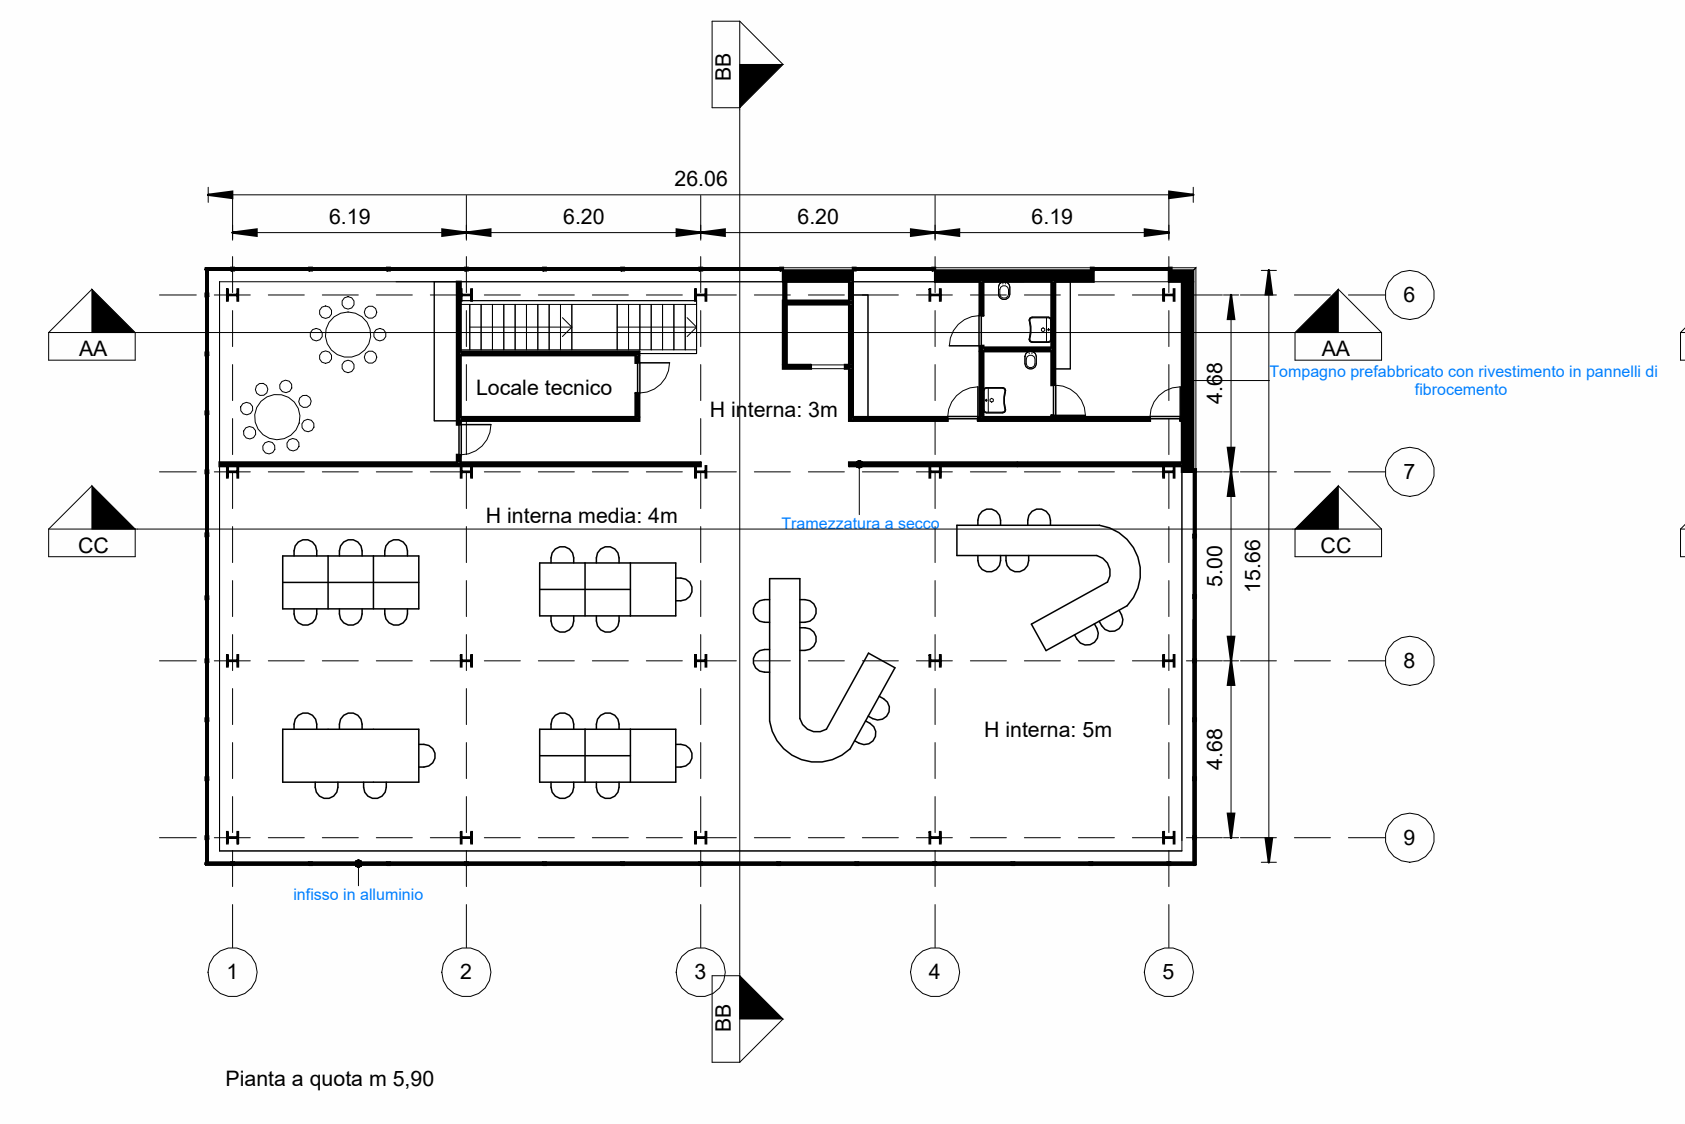 BB
26.06
6.19
6.20
6.20
6.19
6
AA
AA
Tompagno prefabbricato con rivestimento in pannelli di
fibrocemento
4.68
Locale tecnico
H interna: 3m
7
H interna media: 4m
Tramezzatura a secco
CC
CC
5.00
15.66
8
H interna: 5m
4.68
9
infisso in alluminio
1
2
3
4
5
BB
Pianta a quota m 5,90